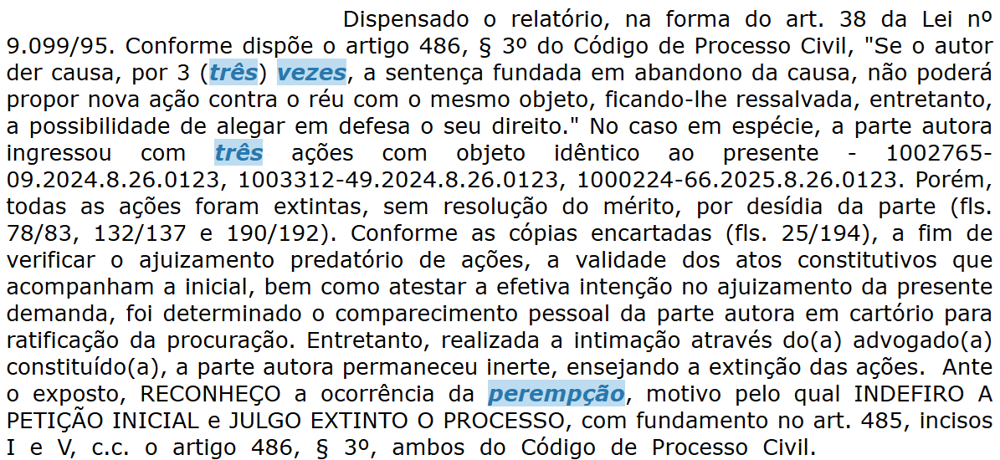 Dispensado o relatório, na forma do art. 38 da Lei nº
9.099/95. Conforme dispõe o artigo 486, § 3º do Código de Processo Civil, "Se o autor
der causa, por 3 (três) vezes, a sentença fundada em abandono da causa, não poderá
propor nova ação contra o réu com o mesmo objeto, ficando-lhe ressalvada, entretanto,
a possibilidade de alegar em defesa o seu direito." No caso em espécie, a parte autora
ingressou com três ações com objeto idêntico ao presente - 1002765-
09.2024.8.26.0123, 1003312-49.2024.8.26.0123, 1000224-66.2025.8.26.0123. Porém,
todas as ações foram extintas, sem resolução do mérito, por desídia da parte (fls.
78/83, 132/137 e 190/192). Conforme as cópias encartadas (fls. 25/194), a fim de
verificar o ajuizamento predatório de ações, a validade dos atos constitutivos que
acompanham a inicial, bem como atestar a efetiva intenção no ajuizamento da presente
demanda, foi determinado o comparecimento pessoal da parte autora em cartório para
ratificação da procuração. Entretanto, realizada a intimação através do(a) advogado(a)
constituído(a), a parte autora permaneceu inerte, ensejando a extinção das ações. Ante
o exposto, RECONHEÇO a ocorrência da perempção, motivo pelo qual INDEFIRO A
PETIÇÃO INICIAL e JULGO EXTINTO O PROCESSO, com fundamento no art. 485, incisos
I e V, c.c. o artigo 486, § 3º, ambos do Código de Processo Civil.